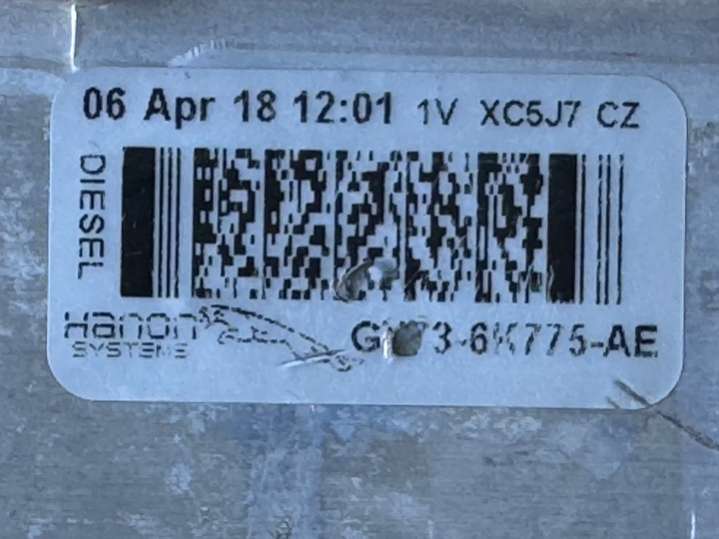 06 Apr 18 12:01 1V XC5J7 CZ
DIESEL
Hanon
SYSTEMS